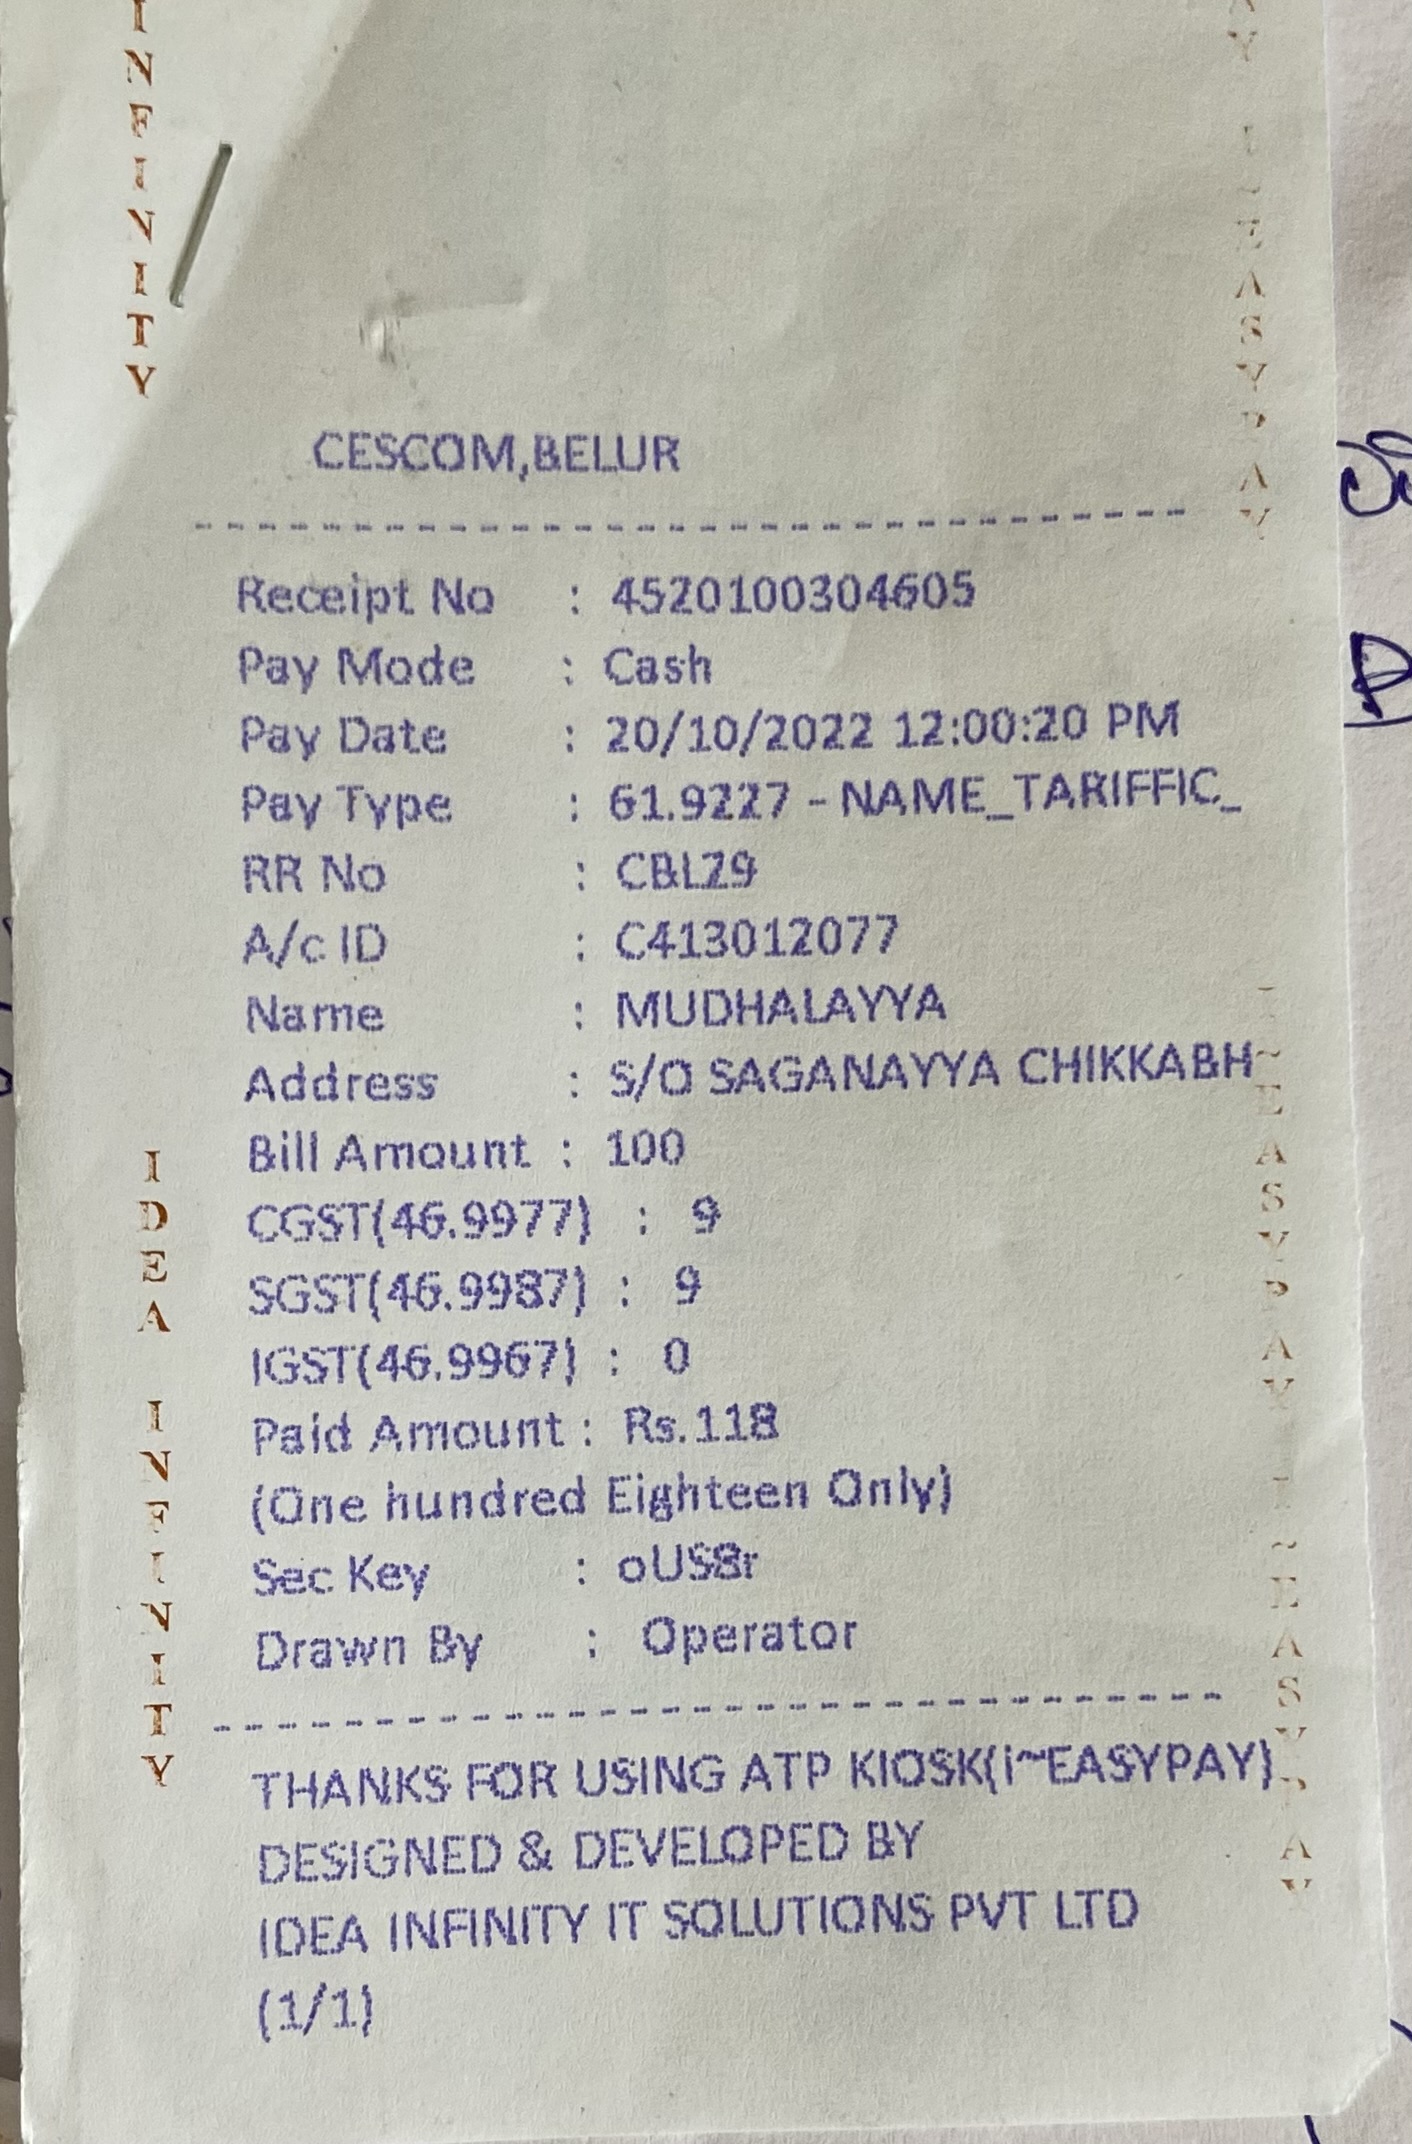 INFINITY
CESCOM,BELUR
Receipt No : 4520100304605
Pay Mode : Cash
Pay Date : 20/10/2022 12:00:20 PM
Pay Type : 61.9227 - NAME_TARIFFIC_
RR No : CBL29
A/c ID : C413012077
Name : MUDHALAYYA
Address : S/O SAGANAYYA CHIKKABH
Bill Amount : 100
CGST(46.9977) : 9
SGST(46.9987) : 9
IGST(46.9967) : 0
Paid Amount : Rs.118
(One hundred Eighteen Only)
Sec Key : oUS8r
Drawn By : Operator
THANKS FOR USING ATP KIOSK(i~EASYPAY)
DESIGNED & DEVELOPED BY
IDEA INFINITY IT SOLUTIONS PVT LTD
(1/1)
IDEA INFINITY
I~EASYPAY
I~EASYPAY
I~EASYPAY